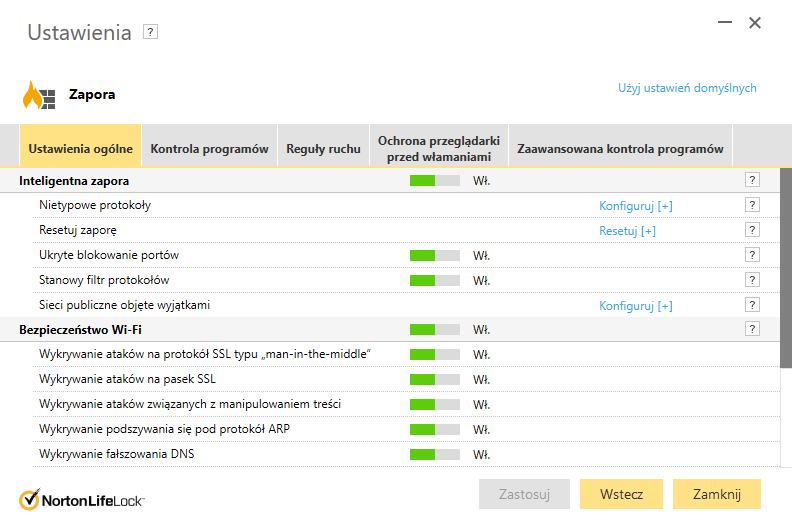 Ustawienia ?
Zapora
Użyj ustawień domyślnych
Ustawienia ogólne
Kontrola programów
Reguły ruchu
Ochrona przeglądarki
przed włamaniami
Zaawansowana kontrola programów
Inteligentna zapora Wł. ?
Nietypowe protokoły Konfiguruj [+] ?
Resetuj zaporę Resetuj [+] ?
Ukryte blokowanie portów Wł. ?
Stanowy filtr protokołów Wł. ?
Sieci publiczne objęte wyjątkami Konfiguruj [+] ?
Bezpieczeństwo Wi-Fi Wł. ?
Wykrywanie ataków na protokół SSL typu „man-in-the-middle” Wł.
Wykrywanie ataków na pasek SSL Wł.
Wykrywanie ataków związanych z manipulowaniem treści Wł.
Wykrywanie podszywania się pod protokół ARP Wł.
Wykrywanie fałszowania DNS Wł.
NortonLifeLock
Zastosuj
Wstecz
Zamknij